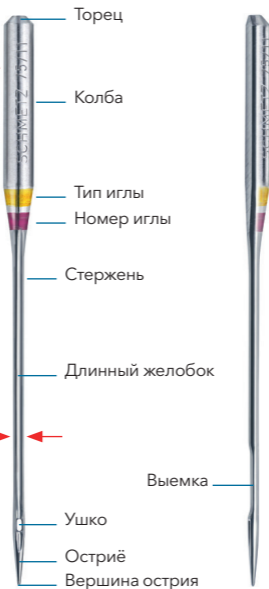 Торец
SCHMETZ 75/11
Колба
Тип иглы
Номер иглы
Стержень
Длинный желобок
Выемка
Ушко
Остриё
Вершина острия